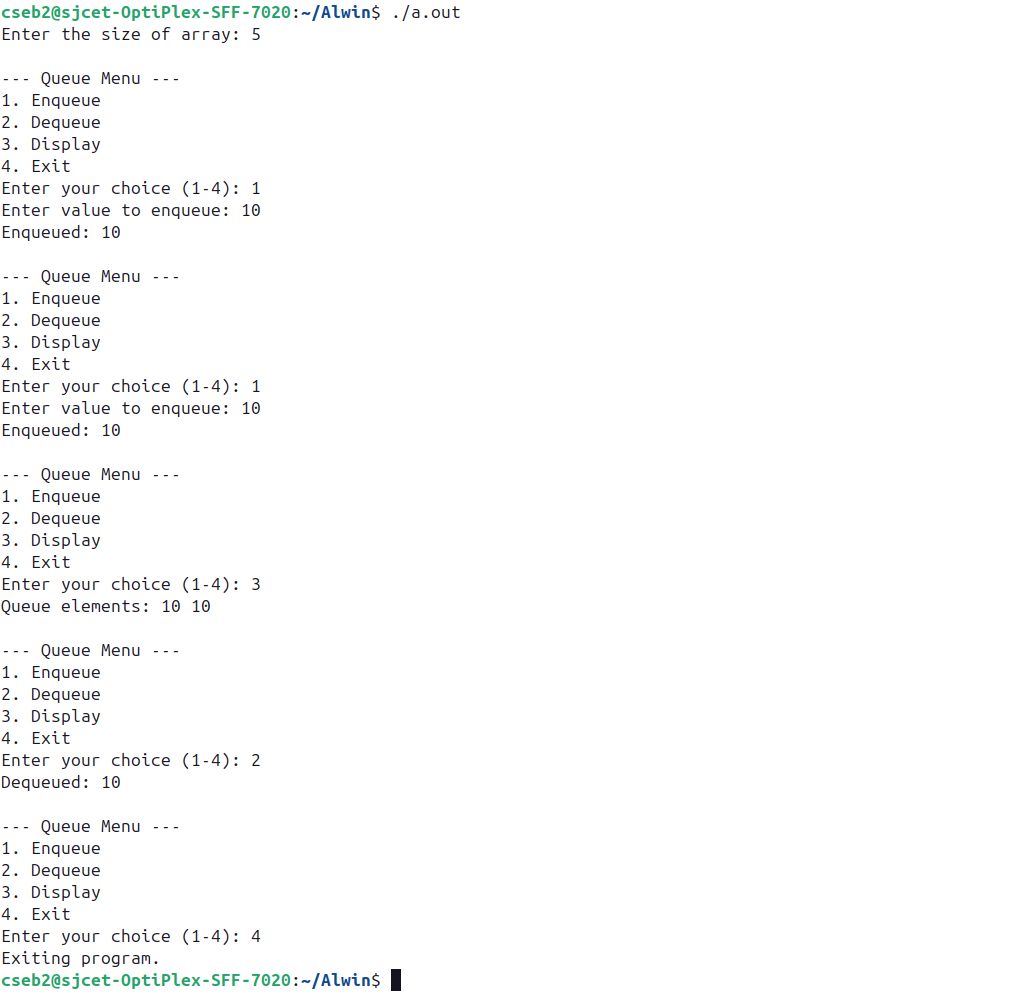 cseb2@sjcet-OptiPlex-SFF-7020:~/Alwin$ ./a.out
Enter the size of array: 5

--- Queue Menu ---
1. Enqueue
2. Dequeue
3. Display
4. Exit
Enter your choice (1-4): 1
Enter value to enqueue: 10
Enqueued: 10

--- Queue Menu ---
1. Enqueue
2. Dequeue
3. Display
4. Exit
Enter your choice (1-4): 1
Enter value to enqueue: 10
Enqueued: 10

--- Queue Menu ---
1. Enqueue
2. Dequeue
3. Display
4. Exit
Enter your choice (1-4): 3
Queue elements: 10 10

--- Queue Menu ---
1. Enqueue
2. Dequeue
3. Display
4. Exit
Enter your choice (1-4): 2
Dequeued: 10

--- Queue Menu ---
1. Enqueue
2. Dequeue
3. Display
4. Exit
Enter your choice (1-4): 4
Exiting program.
cseb2@sjcet-OptiPlex-SFF-7020:~/Alwin$